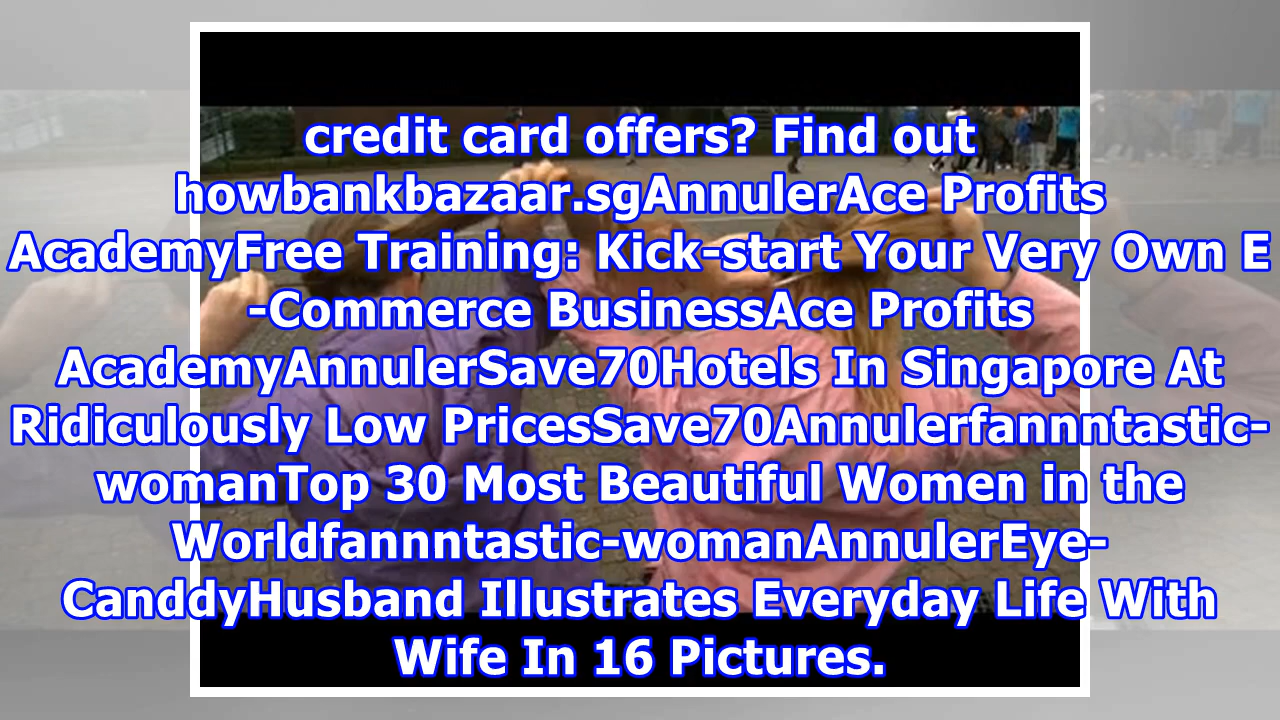 credit card offers? Find out
howbankbazaar.sgAnnulerAce Profits
AcademyFree Training: Kick-start Your Very Own E
-Commerce BusinessAce Profits
AcademyAnnulerSave70Hotels In Singapore At
Ridiculously Low PricesSave70Annulerfannntastic-
womanTop 30 Most Beautiful Women in the
Worldfannntastic-womanAnnulerEye-
CanddyHusband Illustrates Everyday Life With
Wife In 16 Pictures.